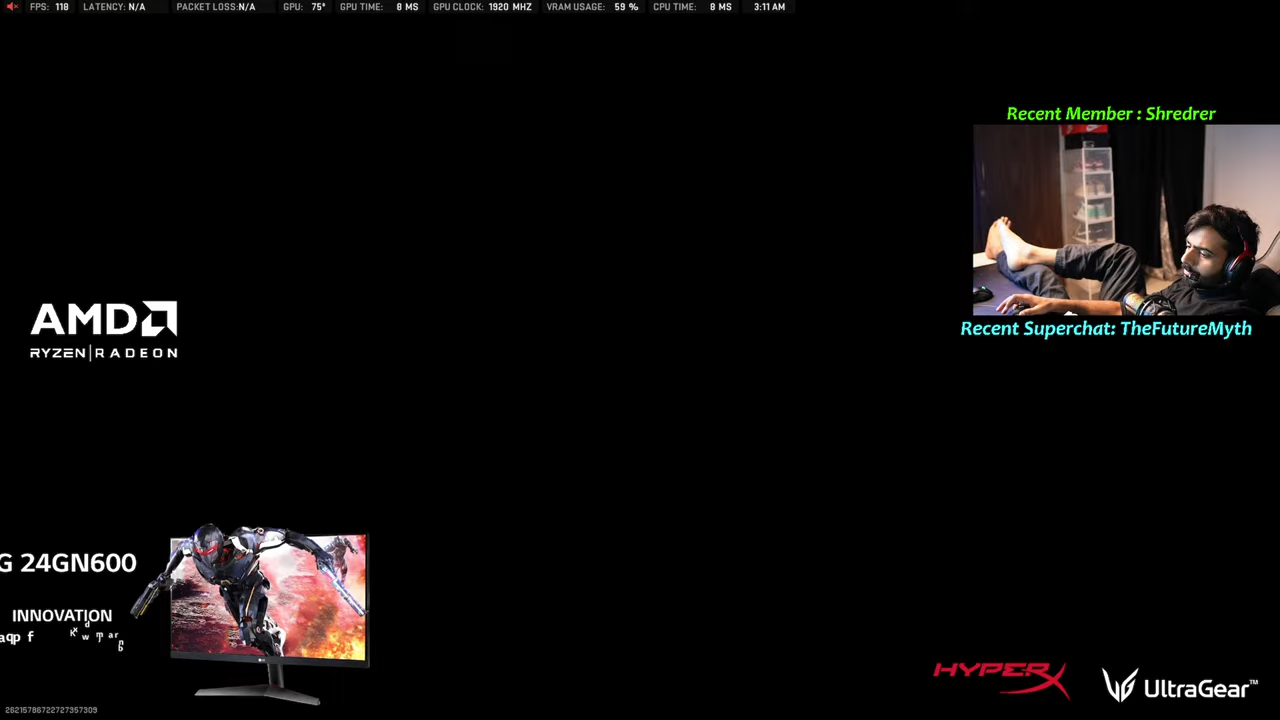 FPS: 118 LATENCY: N/A PACKET LOSS:N/A GPU: 75° GPU TIME: 8 MS GPU CLOCK: 1920 MHZ VRAM USAGE: 59 % CPU TIME: 8 MS 3:11 AM
Recent Member : Shredrer
Recent Superchat: TheFutureMyth
AMD
RYZEN|RADEON
G 24GN600
INNOVATION
HYPERX
UltraGear™
28215786722727357309